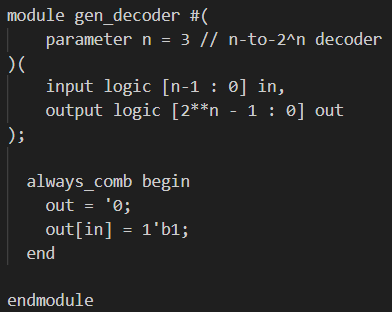 module gen_decoder #(
    parameter n = 3 // n-to-2^n decoder
)(
    input logic [n-1 : 0] in,
    output logic [2**n - 1 : 0] out
);
  always_comb begin
    out = '0;
    out[in] = 1'b1;
  end
endmodule